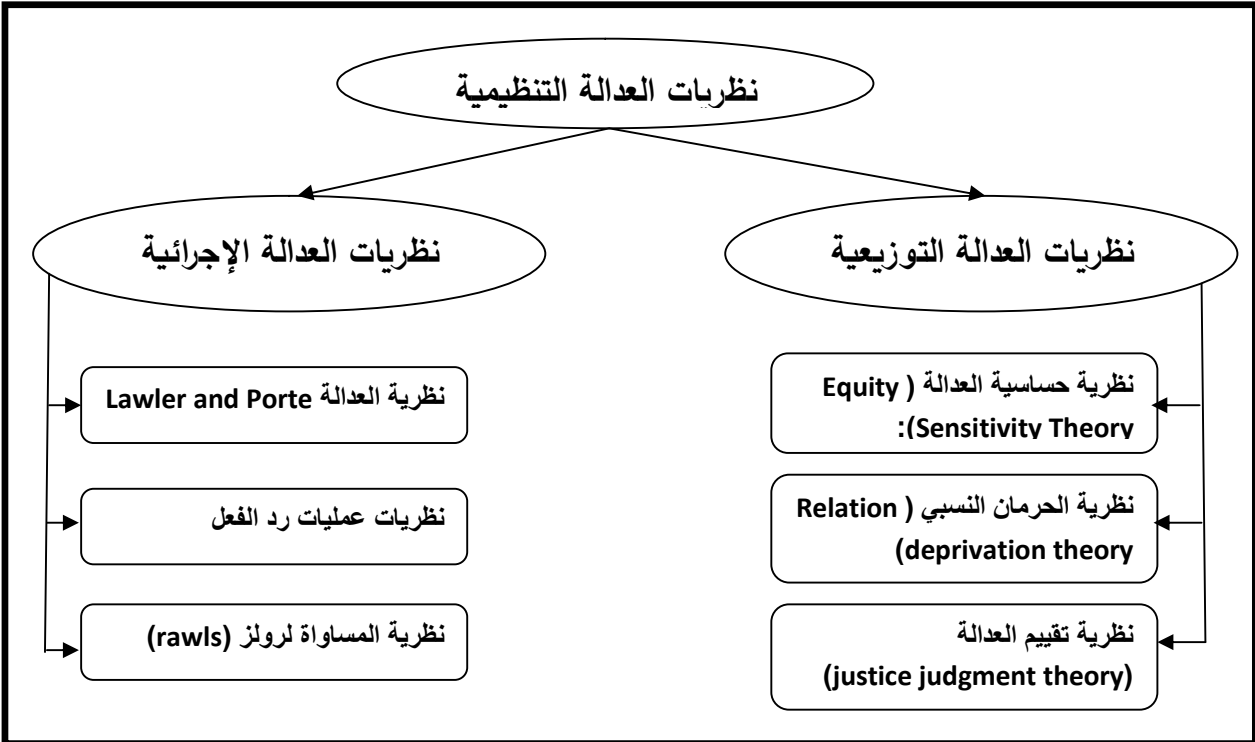 نظريات العدالة التنظيمية
نظريات العدالة التوزيعية
نظرية حساسية العدالة ( Equity
Sensitivity Theory):
نظرية الحرمان النسبي ( Relation
deprivation theory)
نظرية تقييم العدالة
(justice judgment theory)
نظريات العدالة الإجرائية
نظرية العدالة Lawler and Porte
نظريات عمليات رد الفعل
نظرية المساواة لرولز (rawls)